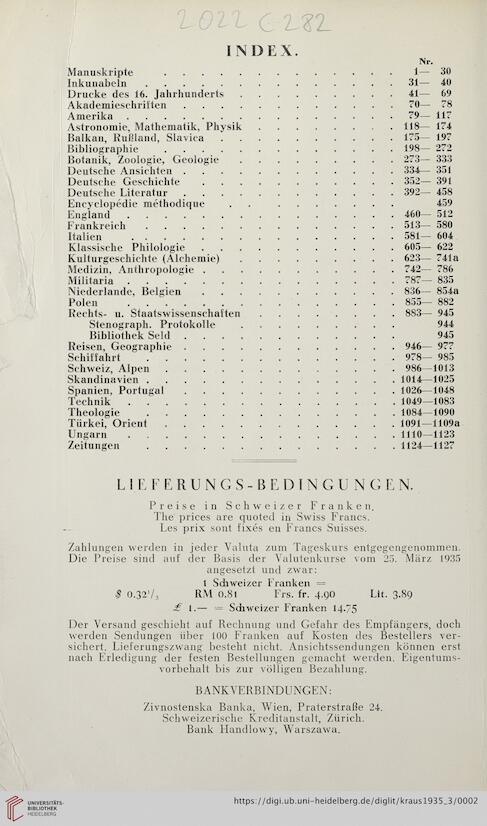 2022 C 282
INDEX.
Nr.
Manuskripte . . . . . . . . . . . . 1— 30
Inkunabeln . . . . . . . . . . . . 31— 40
Drucke des 16. Jahrhunderts . . . . . . . . 41— 69
Akademieschriften . . . . . . . . . . 70— 78
Amerika . . . . . . . . . . . . . 79— 117
Astronomie, Mathematik, Physik . . . . . . . 118— 174
Balkan, Rußland, Slavica . . . . . . . . 175— 197
Bibliographie . . . . . . . . . . . 198— 272
Botanik, Zoologie, Geologie . . . . . . . . 273— 333
Deutsche Ansichten . . . . . . . . . . 334— 351
Deutsche Geschichte . . . . . . . . . 352— 391
Deutsche Literatur . . . . . . . . . . 392— 458
Encyclopédie méthodique . . . . . . . . 459
England . . . . . . . . . . . . . 460— 512
Frankreich . . . . . . . . . . . . 513— 580
Italien . . . . . . . . . . . . . 581— 604
Klassische Philologie . . . . . . . . . 605— 622
Kulturgeschichte (Alchemie) . . . . . . . . 623— 741a
Medizin, Anthropologie . . . . . . . . . 742— 786
Militaria . . . . . . . . . . . . . 787— 835
Niederlande, Belgien . . . . . . . . . 836— 854a
Polen . . . . . . . . . . . . . 855— 882
Rechts- u. Staatswissenschaften . . . . . . . 883— 945
Stenograph. Protokolle . . . . . . . 944
Bibliothek Seld . . . . . . . . . . 945
Reisen, Geographie . . . . . . . . . . 946— 977
Schiffahrt . . . . . . . . . . . . 978— 985
Schweiz, Alpen . . . . . . . . . . . 986—1013
Skandinavien . . . . . . . . . . . . 1014—1025
Spanien, Portugal . . . . . . . . . . 1026—1048
Technik . . . . . . . . . . . . . 1049—1083
Theologie . . . . . . . . . . . . 1084—1090
Türkei, Orient . . . . . . . . . . . 1091—1109a
Ungarn . . . . . . . . . . . . . 1110—1123
Zeitungen . . . . . . . . . . . . 1124—1127
LIEFERUNGS-BEDINGUNGEN.
Preise in Schweizer Franken.
The prices are quoted in Swiss Francs.
Les prix sont fixés en Francs Suisses.
Zahlungen werden in jeder Valuta zum Tageskurs entgegengenommen.
Die Preise sind auf der Basis der Valutenkurse vom 25. März 1935
angesetzt und zwar:
1 Schweizer Franken =
$ 0.32¹/₃ RM 0.81 Frs. fr. 4.90 Lit. 3.89
£ 1.— = Schweizer Franken 14.75
Der Versand geschieht auf Rechnung und Gefahr des Empfängers, doch
werden Sendungen über 100 Franken auf Kosten des Bestellers ver-
sichert. Lieferungszwang besteht nicht. Ansichtssendungen können erst
nach Erledigung der festen Bestellungen gemacht werden. Eigentums-
vorbehalt bis zur völligen Bezahlung.
BANKVERBINDUNGEN:
Zivnostenska Banka, Wien, Praterstraße 24.
Schweizerische Kreditanstalt, Zürich.
Bank Handlowy, Warszawa.
UNIVERSITÄTS-
BIBLIOTHEK
HEIDELBERG
https://digi.ub.uni-heidelberg.de/diglit/kraus1935_3/0002